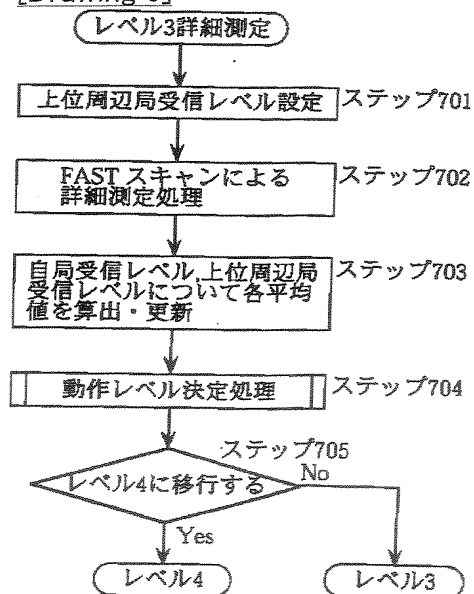 レベル3詳細測定
上位周辺局受信レベル設定
ステップ701
FASTスキャンによる
詳細測定処理
ステップ702
自局受信レベル,上位周辺局
受信レベルについて各平均
値を算出・更新
ステップ703
動作レベル決定処理
ステップ704
ステップ705
レベル4に移行する
No
Yes
レベル4
レベル3